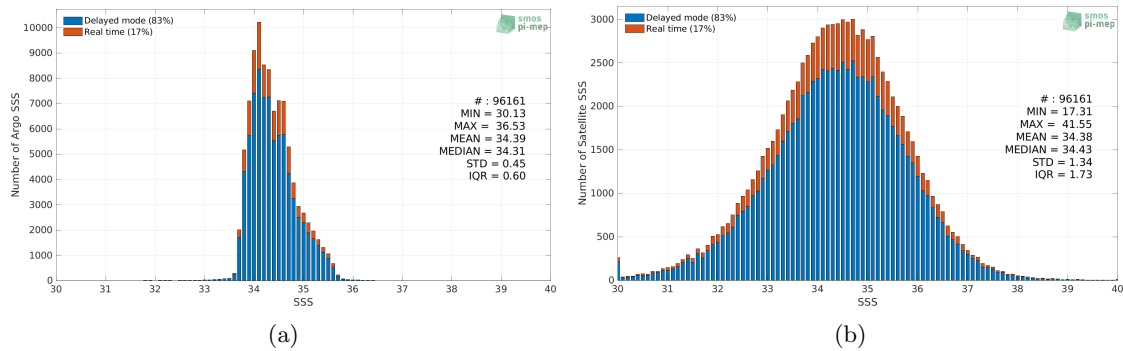 Delayed mode (83%)
Real time (17%)
smos
pi-mep
10000
9000
8000
7000
6000
5000
4000
3000
2000
1000
0
Number of Argo SSS
# : 96161
MIN = 30.13
MAX = 36.53
MEAN = 34.39
MEDIAN = 34.31
STD = 0.45
IQR = 0.60
30 31 32 33 34 35 36 37 38 39 40
SSS
(a)
Delayed mode (83%)
Real time (17%)
smos
pi-mep
3000
2500
2000
1500
1000
500
0
Number of Satellite SSS
# : 96161
MIN = 17.31
MAX = 41.55
MEAN = 34.38
MEDIAN = 34.43
STD = 1.34
IQR = 1.73
30 31 32 33 34 35 36 37 38 39 40
SSS
(b)